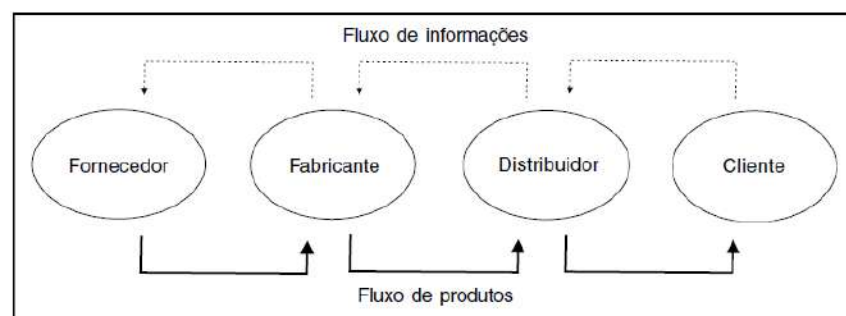 Fluxo de informações
Fornecedor
Fabricante
Distribuidor
Cliente
Fluxo de produtos